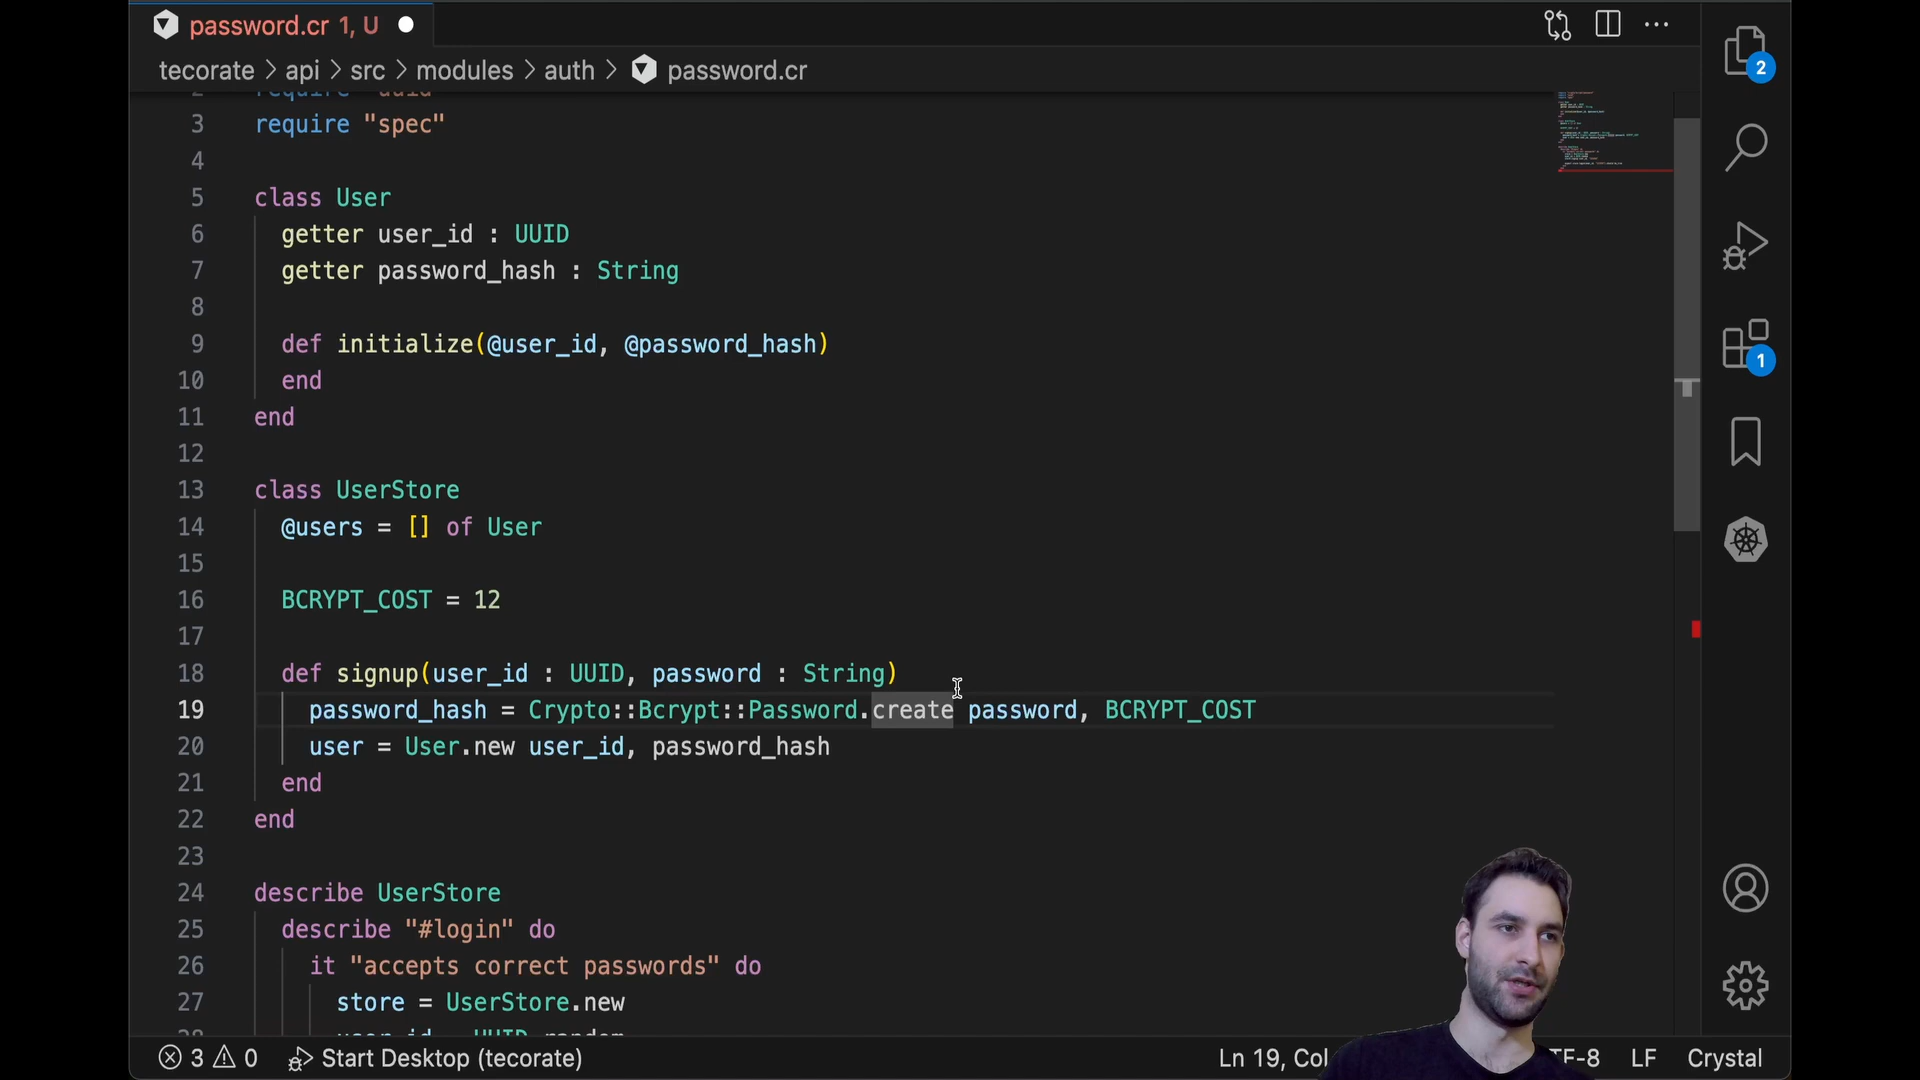 password.cr 1, U
tecorate > api > src > modules > auth > password.cr
2
3 require "spec"
4
5 class User
6 getter user_id : UUID
7 getter password_hash : String
8
9 def initialize(@user_id, @password_hash)
10 end
11 end
12
13 class UserStore
14 @users = [] of User
15
16 BCRYPT_COST = 12
17
18 def signup(user_id : UUID, password : String)
19 password_hash = Crypto::Bcrypt::Password.create password, BCRYPT_COST
20 user = User.new user_id, password_hash
21 end
22 end
23
24 describe UserStore
25 describe "#login" do
26 it "accepts correct passwords" do
27 store = UserStore.new
1
3 0 Start Desktop (tecorate) Ln 19, Col TF-8 LF Crystal